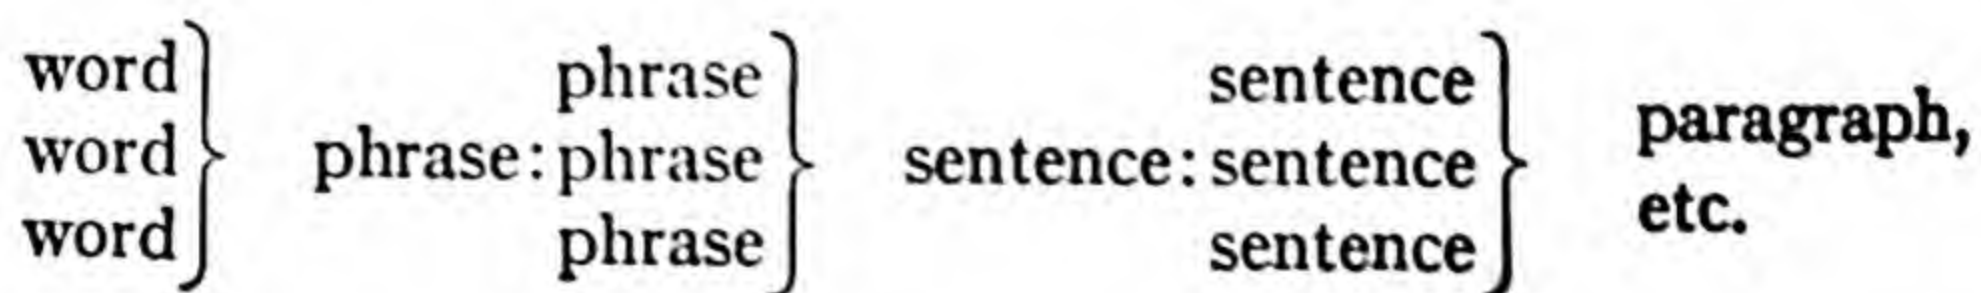 word phrase sentence
word phrase: phrase sentence: sentence paragraph,
word phrase sentence etc.